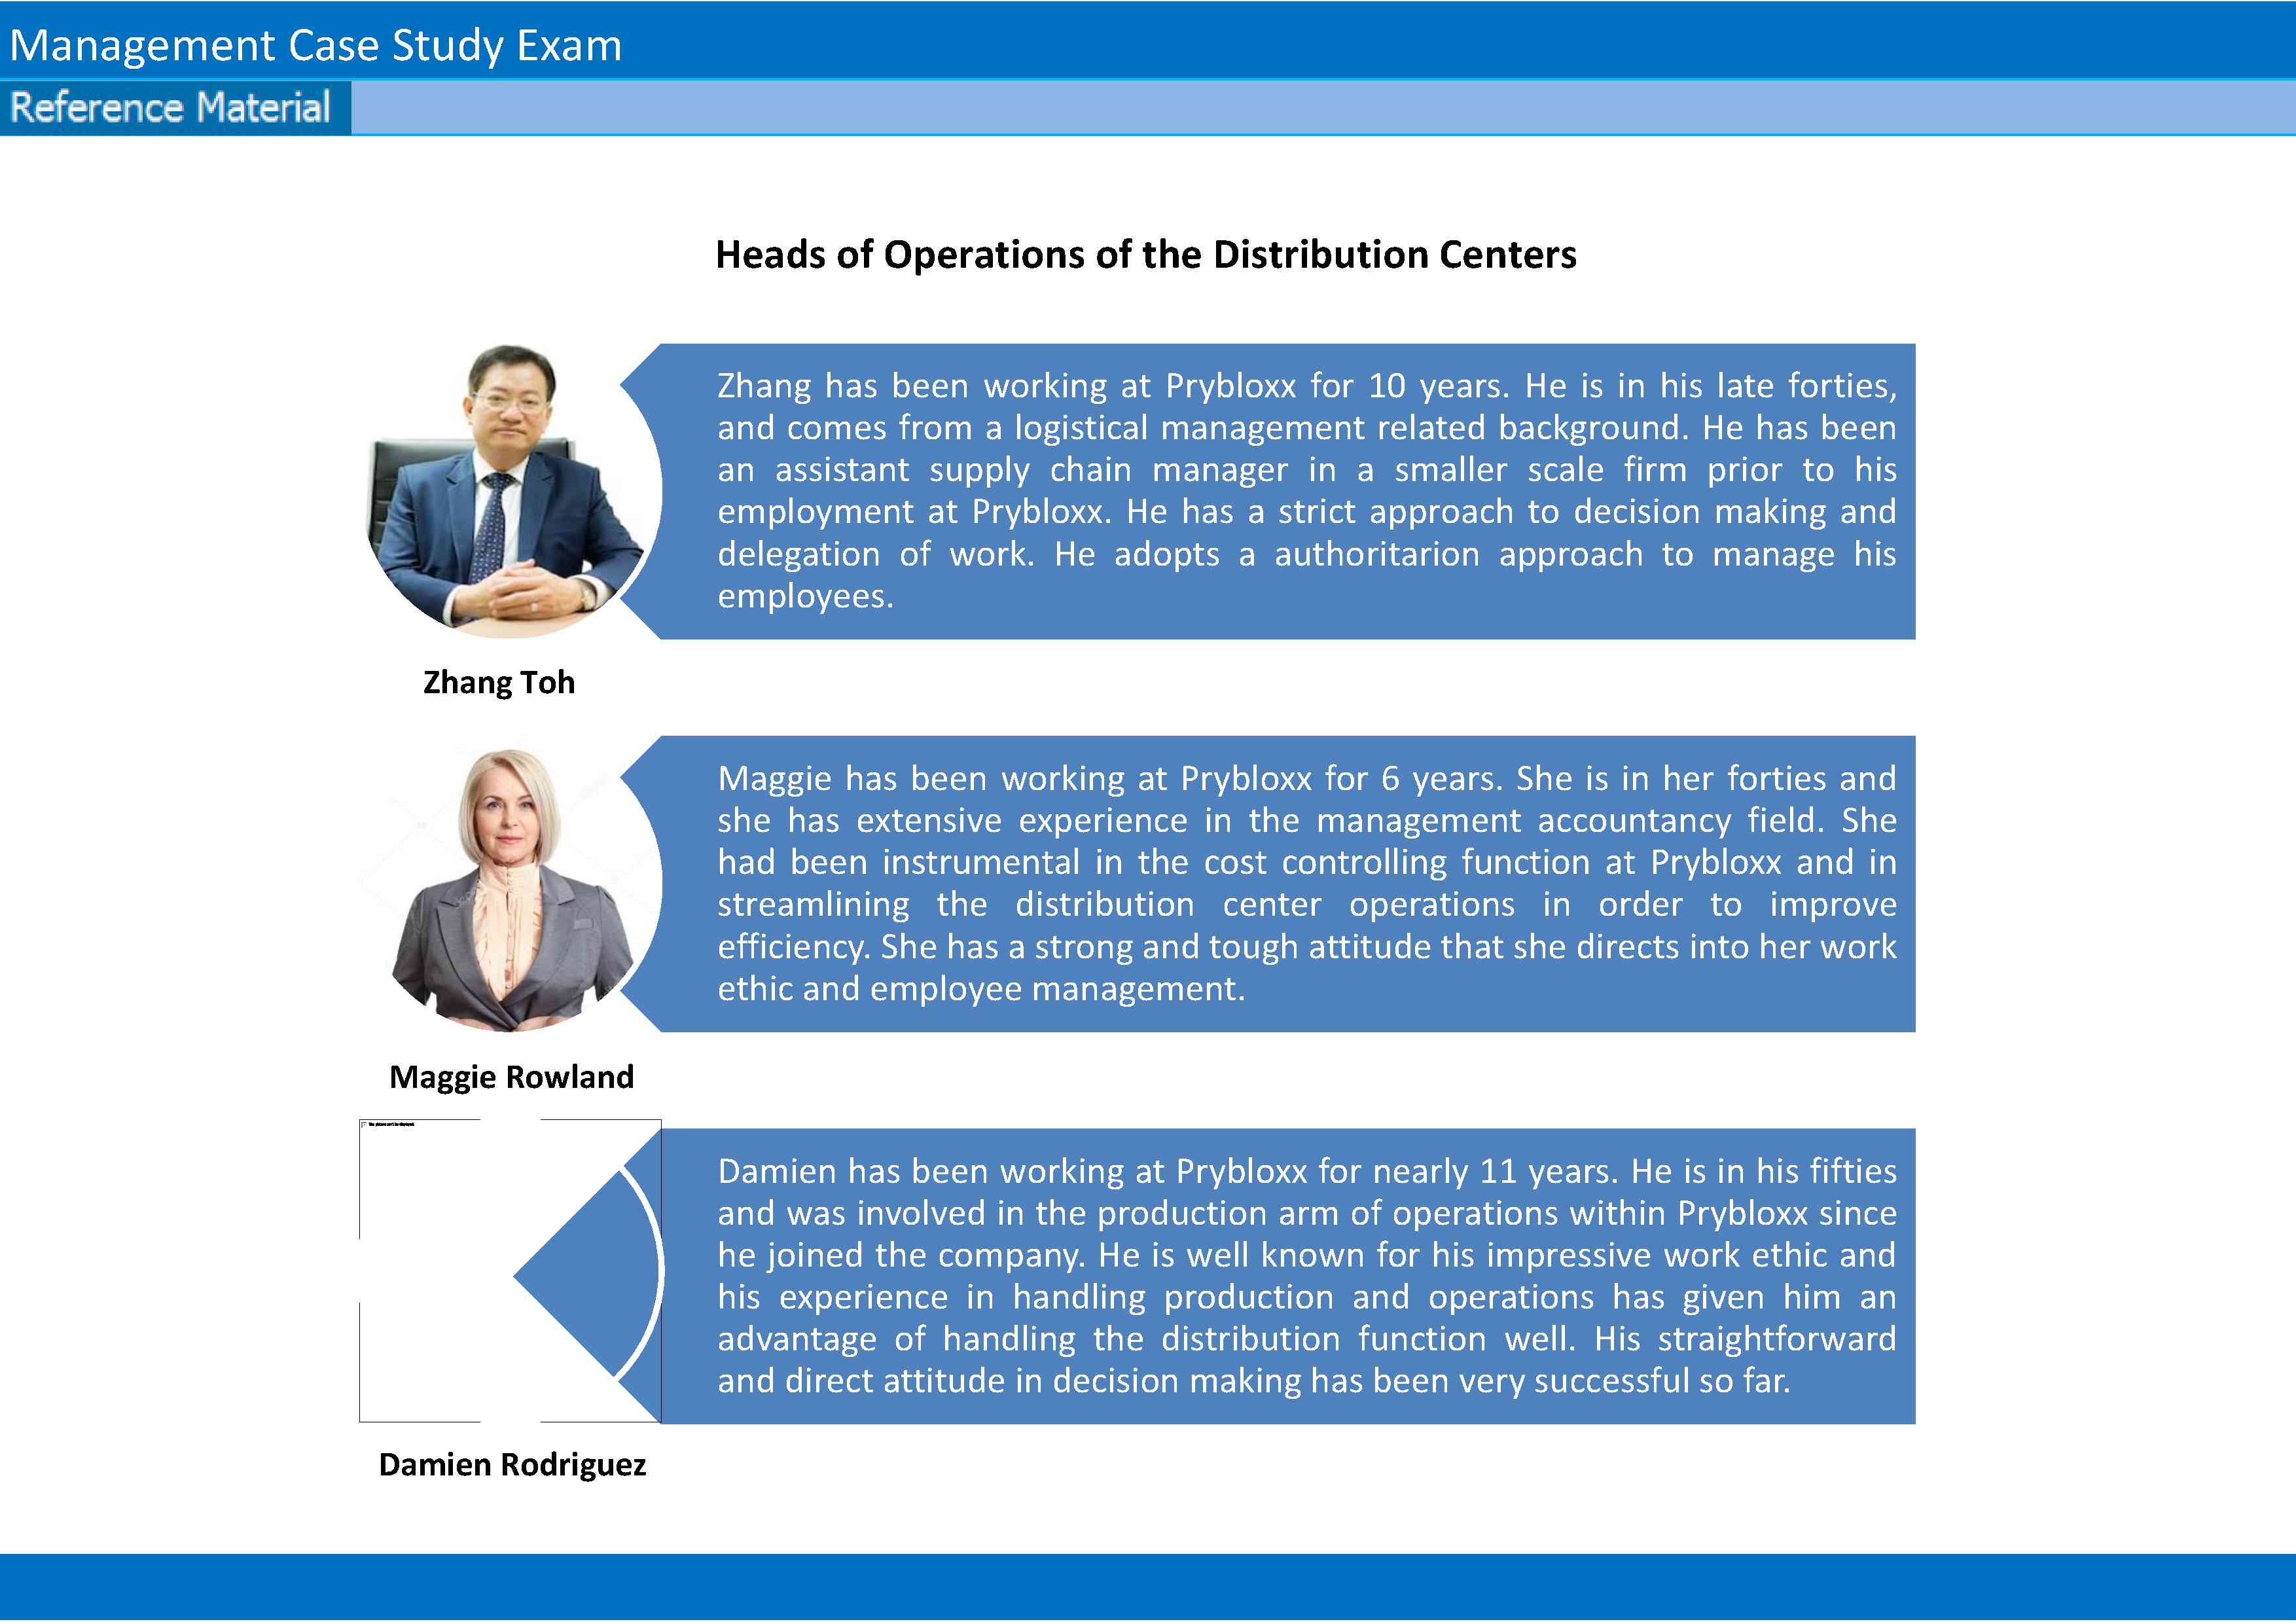 Management Case Study Exam
Reference Material
Heads of Operations of the Distribution Centers
Zhang has been working at Prybloxx for 10 years. He is in his late forties,
and comes from a logistical management related background. He has been
an assistant supply chain manager in a smaller scale firm prior to his
employment at Prybloxx. He has a strict approach to decision making and
delegation of work. He adopts a authoritarion approach to manage his
employees.
Zhang Toh
Maggie has been working at Prybloxx for 6 years. She is in her forties and
she has extensive experience in the management accountancy field. She
had been instrumental in the cost controlling function at Prybloxx and in
streamlining the distribution center operations in order to improve
efficiency. She has a strong and tough attitude that she directs into her work
ethic and employee management.
Maggie Rowland
The picture can't be displayed.
Damien has been working at Prybloxx for nearly 11 years. He is in his fifties
and was involved in the production arm of operations within Prybloxx since
he joined the company. He is well known for his impressive work ethic and
his experience in handling production and operations has given him an
advantage of handling the distribution function well. His straightforward
and direct attitude in decision making has been very successful so far.
Damien Rodriguez